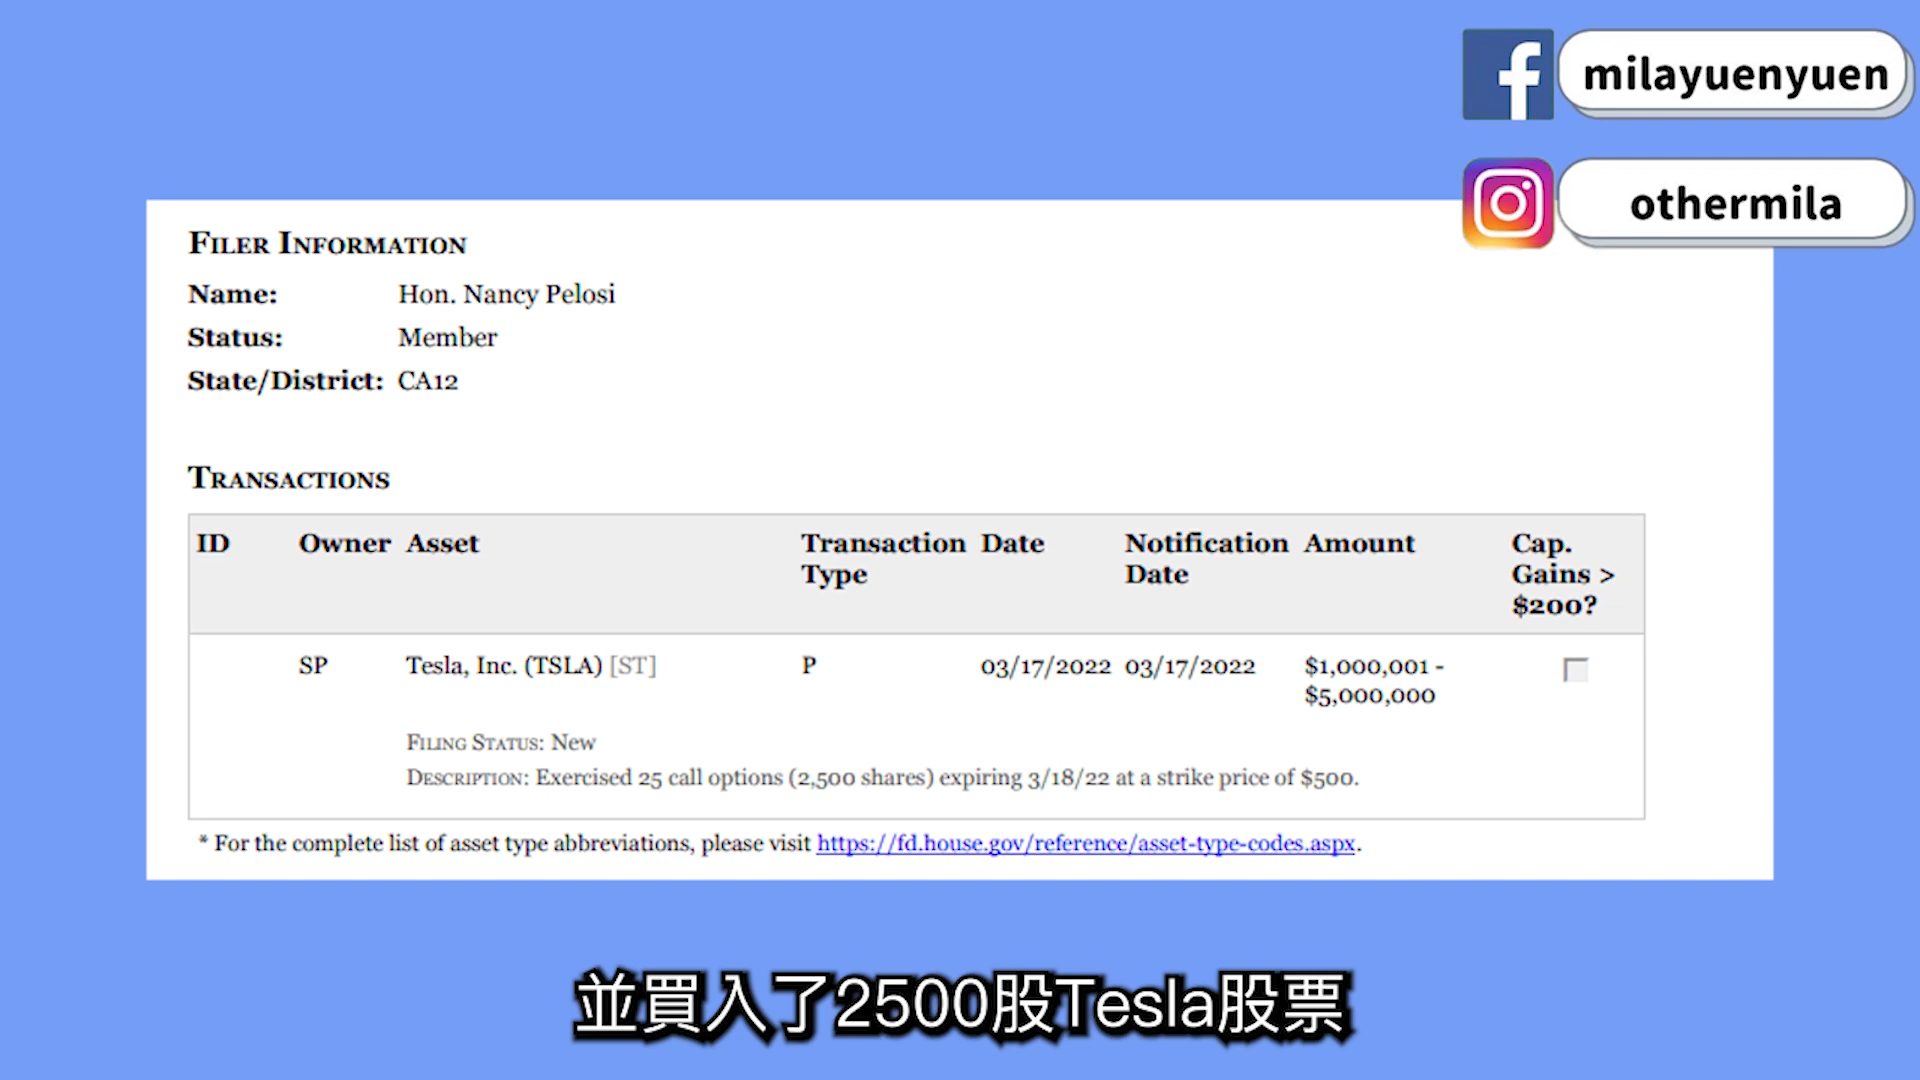 milayuenyuen
othermila
FILER INFORMATION
Name: Hon. Nancy Pelosi
Status: Member
State/District: CA12
TRANSACTIONS
ID Owner Asset Transaction Type Date Notification Date Amount Cap. Gains > $200?
SP Tesla, Inc. (TSLA) [ST] P 03/17/2022 03/17/2022 $1,000,001 - $5,000,000
FILING STATUS: New
DESCRIPTION: Exercised 25 call options (2,500 shares) expiring 3/18/22 at a strike price of $500.
* For the complete list of asset type abbreviations, please visit https://fd.house.gov/reference/asset-type-codes.aspx.
並買入了2500股Tesla股票